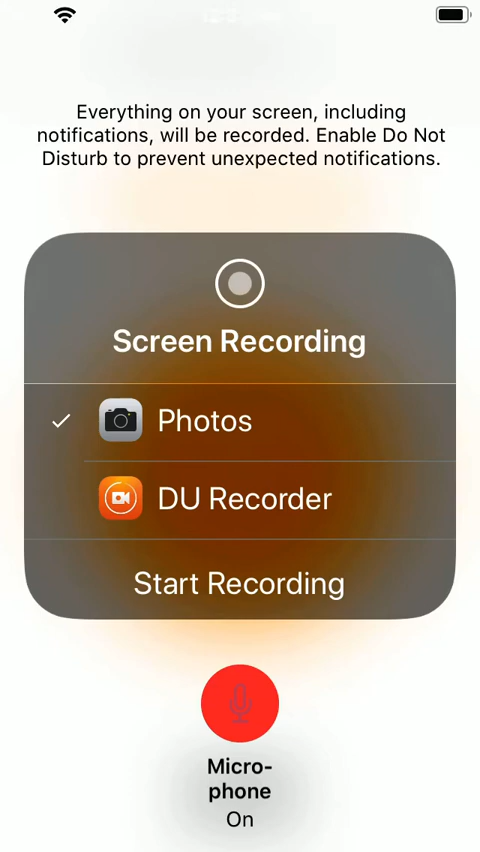 Everything on your screen, including
notifications, will be recorded. Enable Do Not
Disturb to prevent unexpected notifications.
Screen Recording
Photos
DU Recorder
Start Recording
Micro-
phone
On